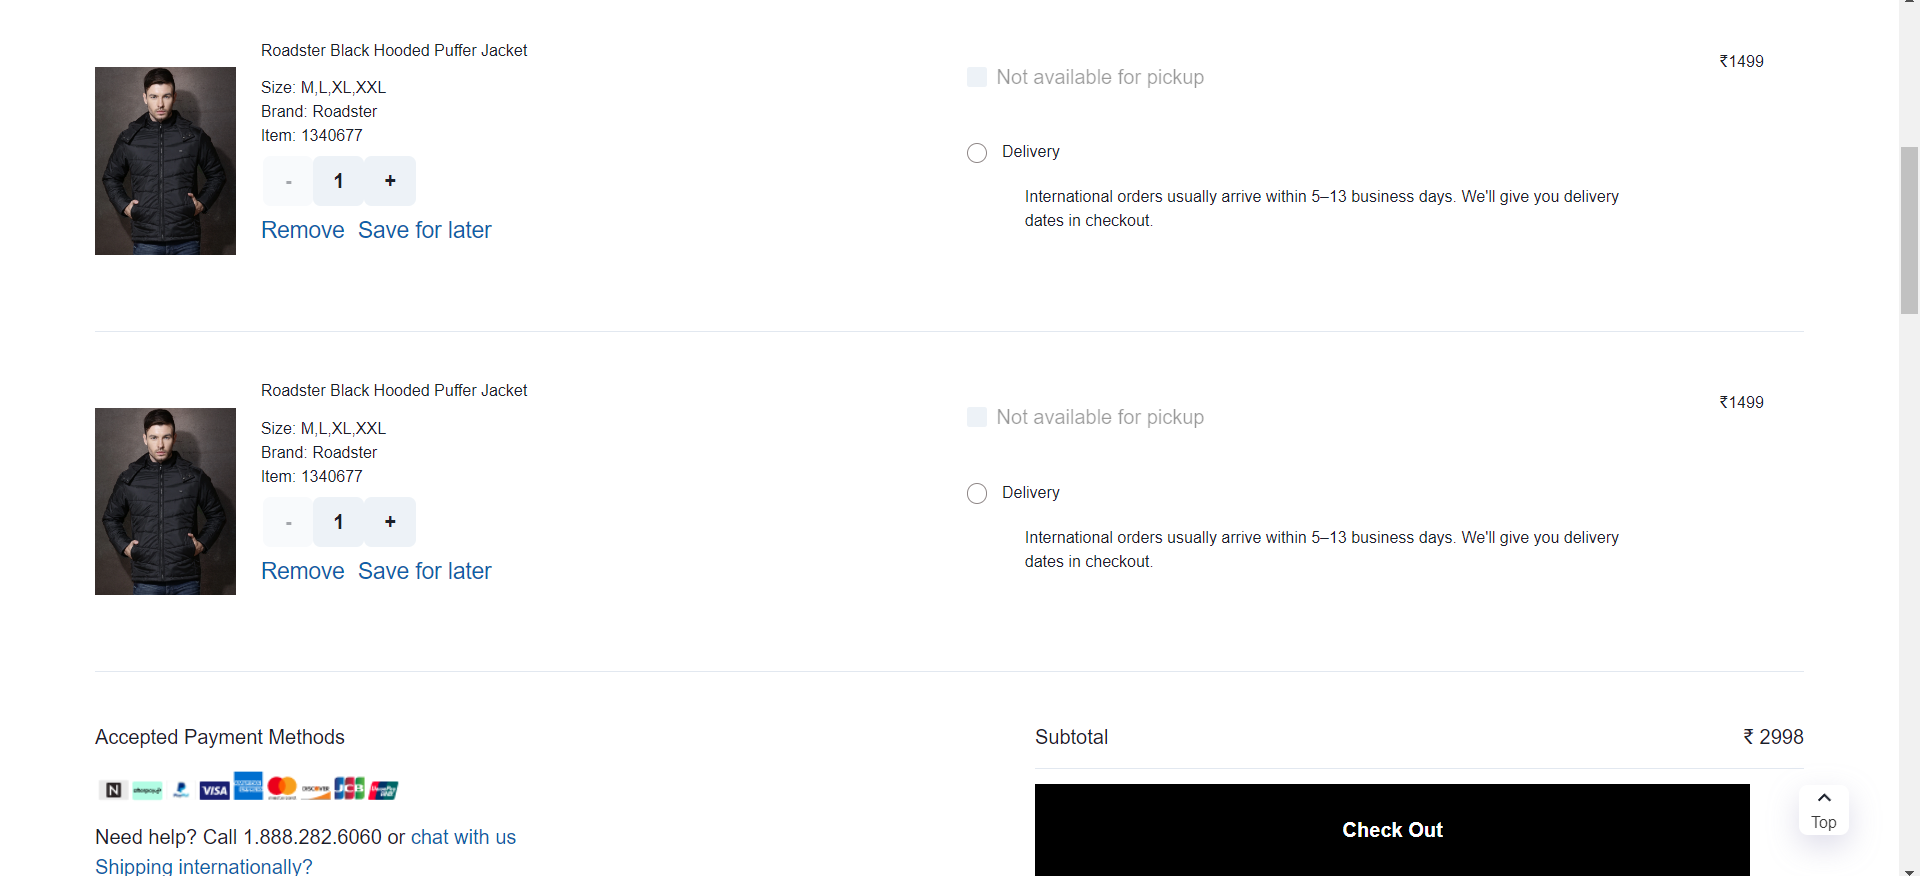 Roadster Black Hooded Puffer Jacket
Size: M,L,XL,XXL
Brand: Roadster
Item: 1340677
- 1 +
Remove Save for later
Not available for pickup
Delivery
International orders usually arrive within 5–13 business days. We'll give you delivery
dates in checkout.
₹1499
Roadster Black Hooded Puffer Jacket
Size: M,L,XL,XXL
Brand: Roadster
Item: 1340677
- 1 +
Remove Save for later
Not available for pickup
Delivery
International orders usually arrive within 5–13 business days. We'll give you delivery
dates in checkout.
₹1499
Accepted Payment Methods
N afterpay PayPal VISA DISCOVER JCB
Need help? Call 1.888.282.6060 or chat with us
Shipping internationally?
Subtotal ₹ 2998
Check Out
Top